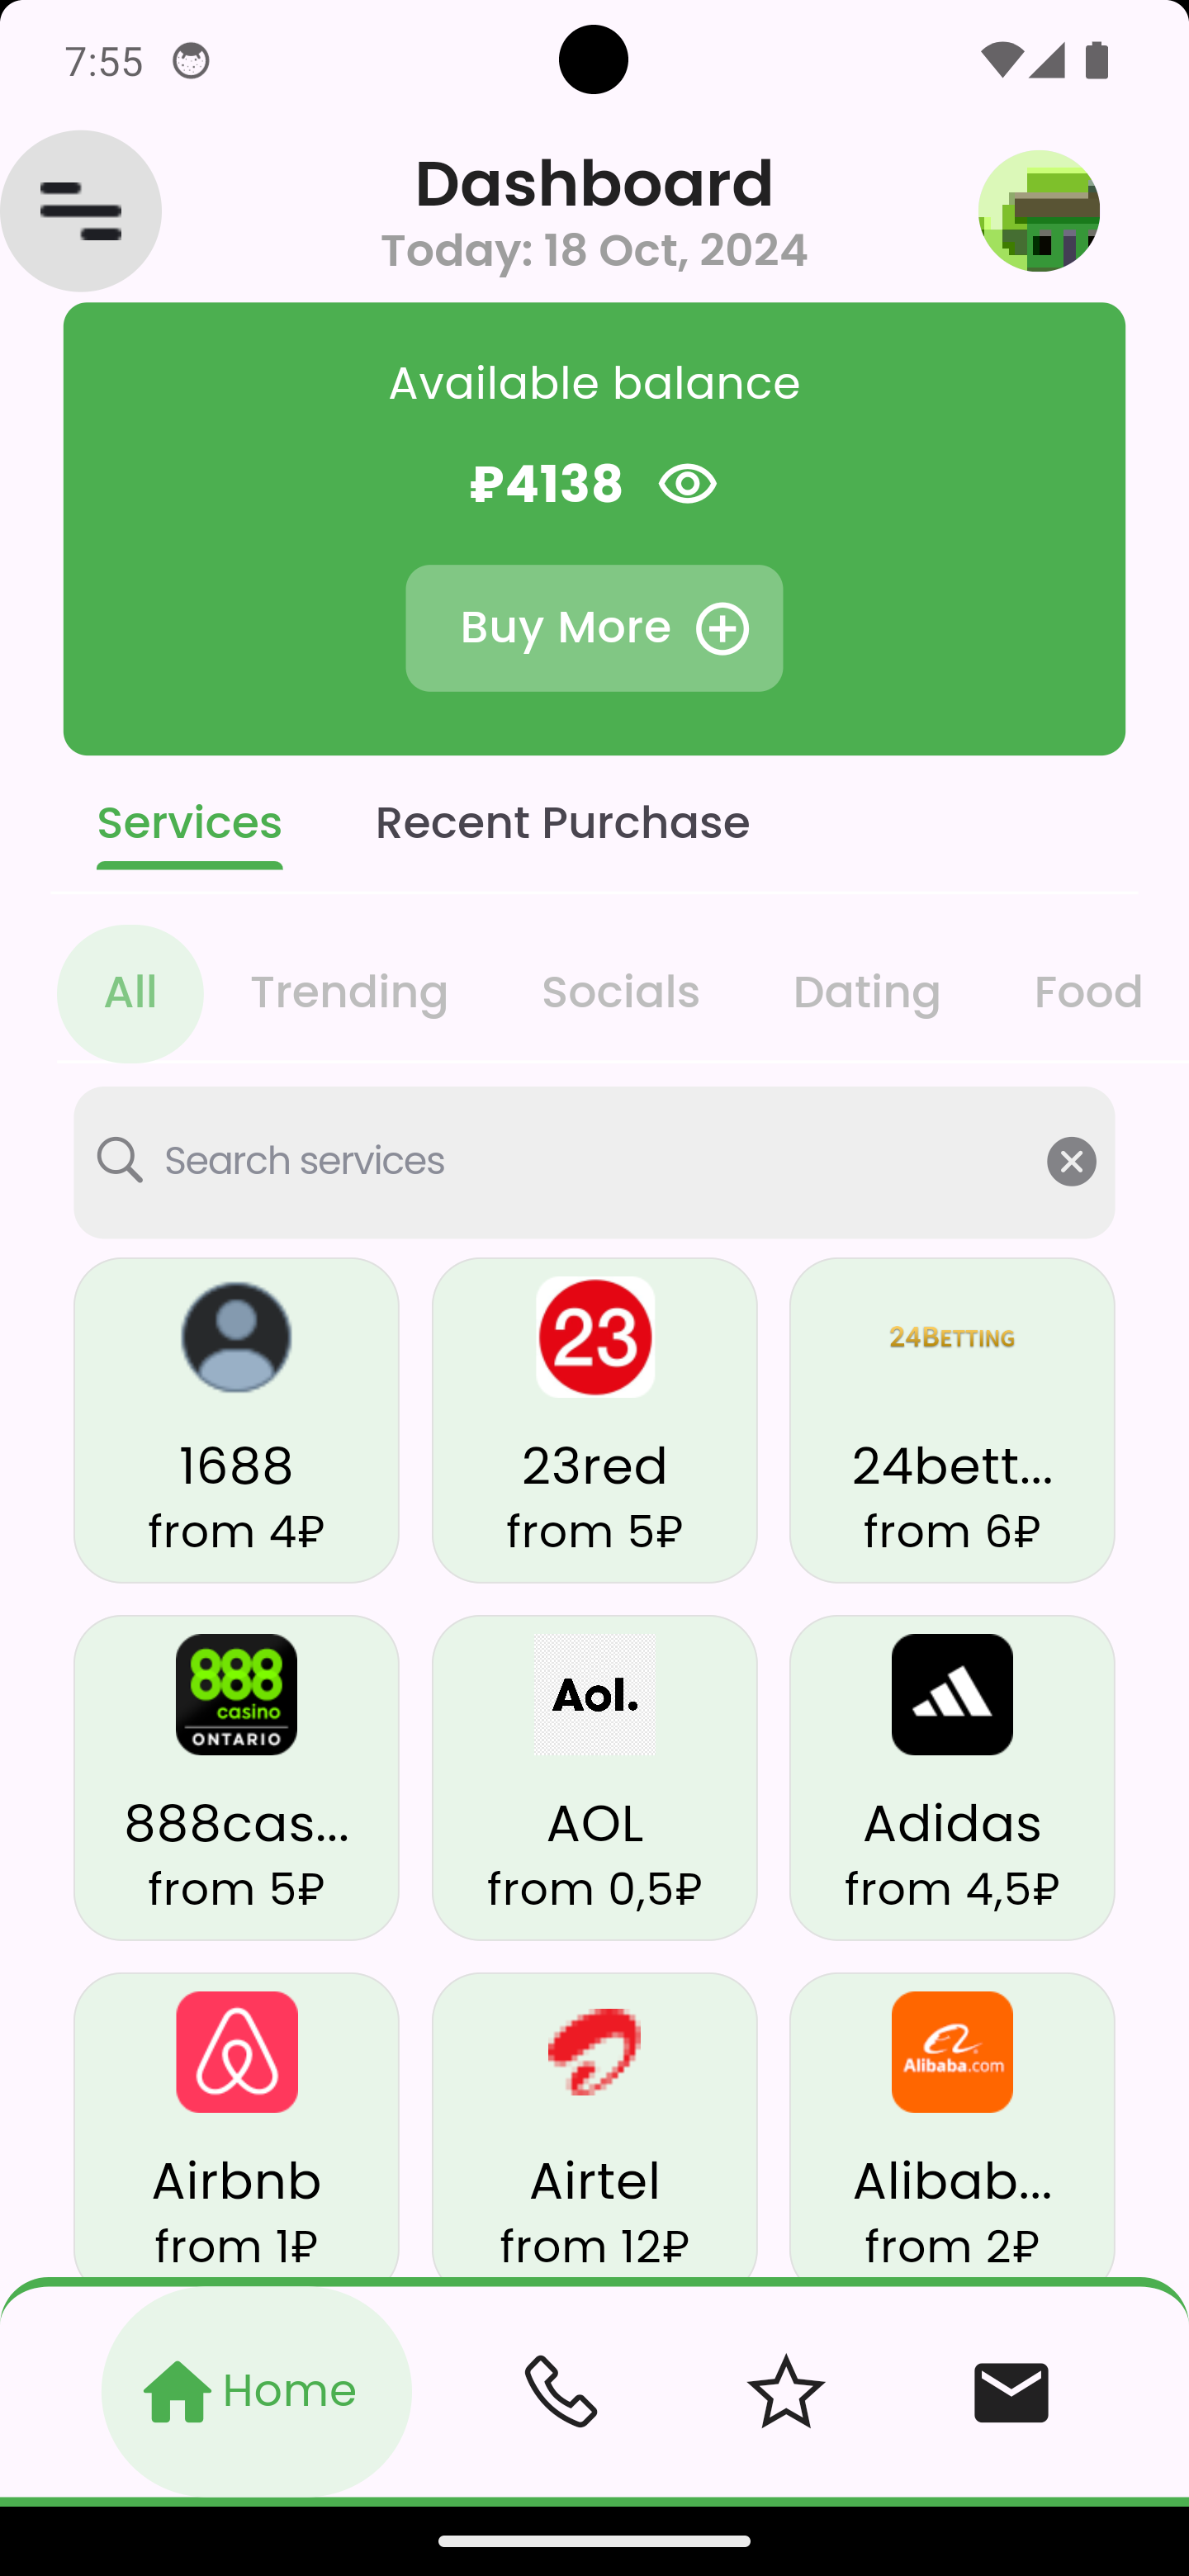 7:55
Dashboard
Today: 18 Oct, 2024
Available balance
₽4138
Buy More
Services
Recent Purchase
All
Trending
Socials
Dating
Food
Search services
23
24BETTING
1688
23red
24bett...
from 4₽
from 5₽
from 6₽
888
casino
ONTARIO
Aol.
888cas...
AOL
Adidas
from 5₽
from 0,5₽
from 4,5₽
Alibaba.com
Airbnb
Airtel
Alibab...
from 1₽
from 12₽
from 2₽
Home